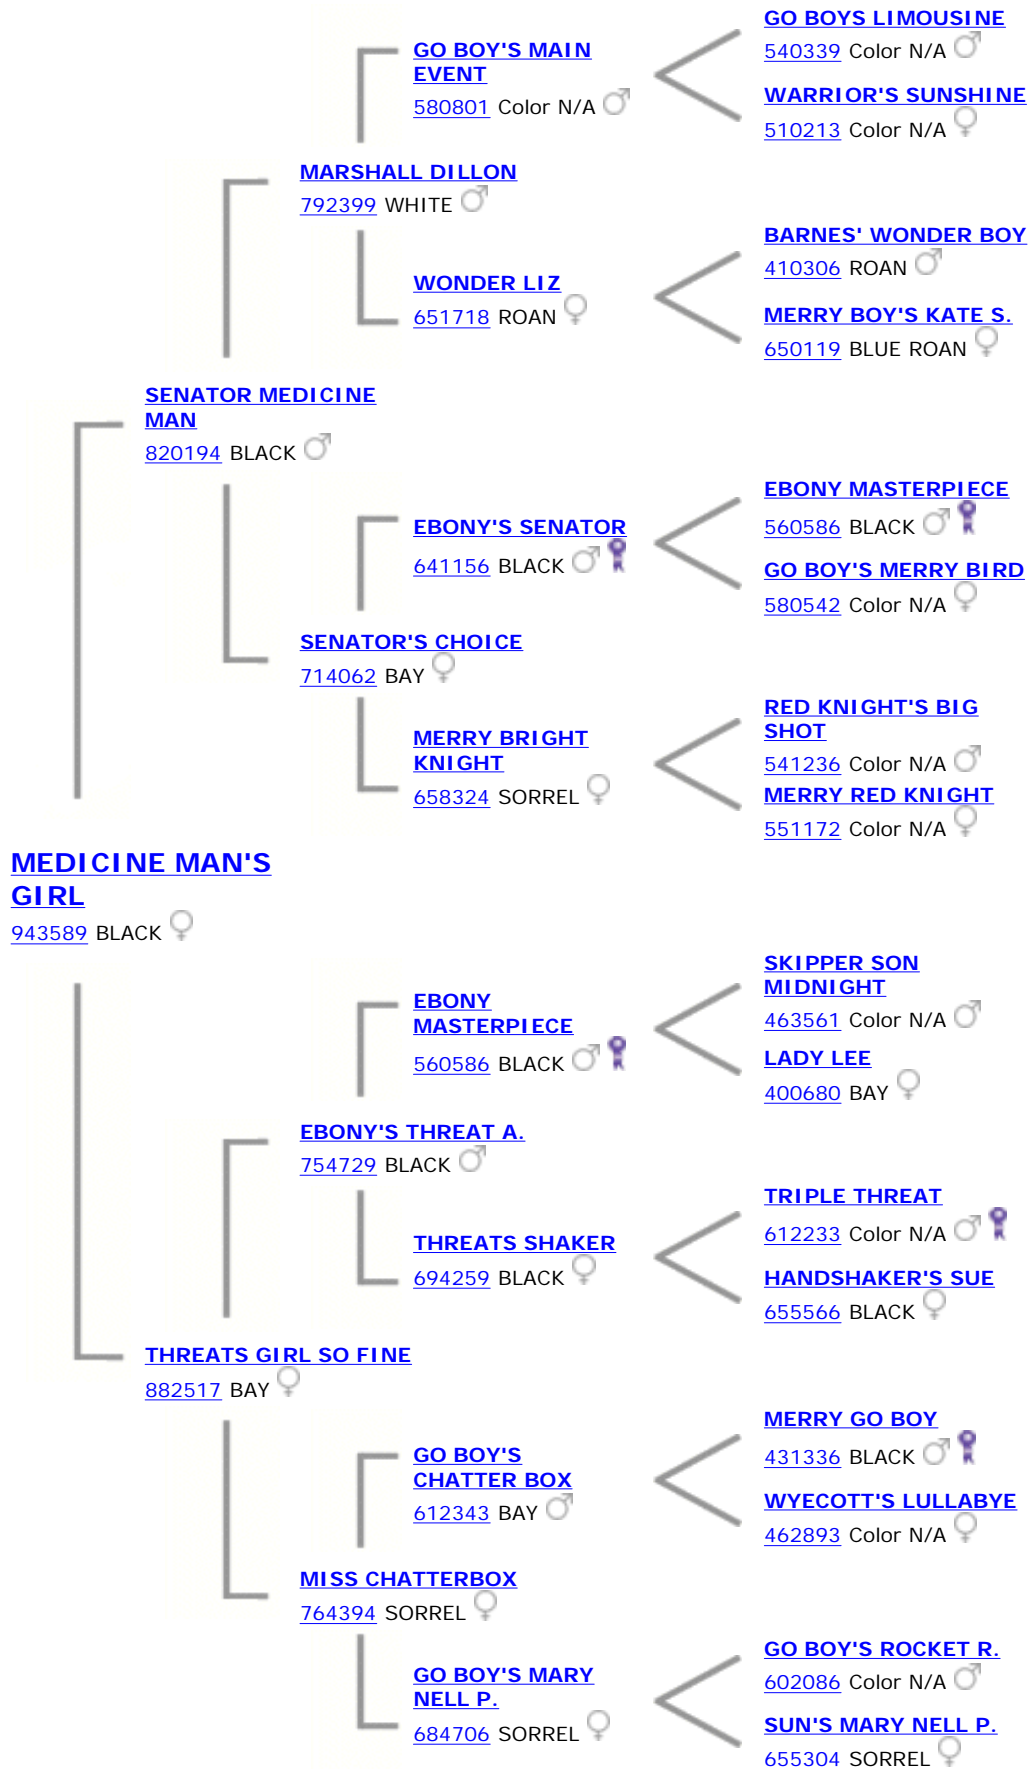 GO BOYS LIMOUSINE
540339 Color N/A
GO BOY'S MAIN
EVENT
580801 Color N/A
WARRIOR'S SUNSHINE
510213 Color N/A
MARSHALL DILLON
792399 WHITE
BARNES' WONDER BOY
410306 ROAN
WONDER LIZ
651718 ROAN
MERRY BOY'S KATE S.
650119 BLUE ROAN
SENATOR MEDICINE
MAN
820194 BLACK
EBONY MASTERPIECE
560586 BLACK
EBONY'S SENATOR
641156 BLACK
GO BOY'S MERRY BIRD
580542 Color N/A
SENATOR'S CHOICE
714062 BAY
RED KNIGHT'S BIG
SHOT
541236 Color N/A
MERRY BRIGHT
KNIGHT
658324 SORREL
MERRY RED KNIGHT
551172 Color N/A
MEDICINE MAN'S
GIRL
943589 BLACK
SKIPPER SON
MIDNIGHT
463561 Color N/A
EBONY
MASTERPIECE
560586 BLACK
LADY LEE
400680 BAY
EBONY'S THREAT A.
754729 BLACK
TRIPLE THREAT
612233 Color N/A
THREATS SHAKER
694259 BLACK
HANDSHAKER'S SUE
655566 BLACK
THREATS GIRL SO FINE
882517 BAY
MERRY GO BOY
431336 BLACK
GO BOY'S
CHATTER BOX
612343 BAY
WYECOTT'S LULLABYE
462893 Color N/A
MISS CHATTERBOX
764394 SORREL
GO BOY'S ROCKET R.
602086 Color N/A
GO BOY'S MARY
NELL P.
684706 SORREL
SUN'S MARY NELL P.
655304 SORREL